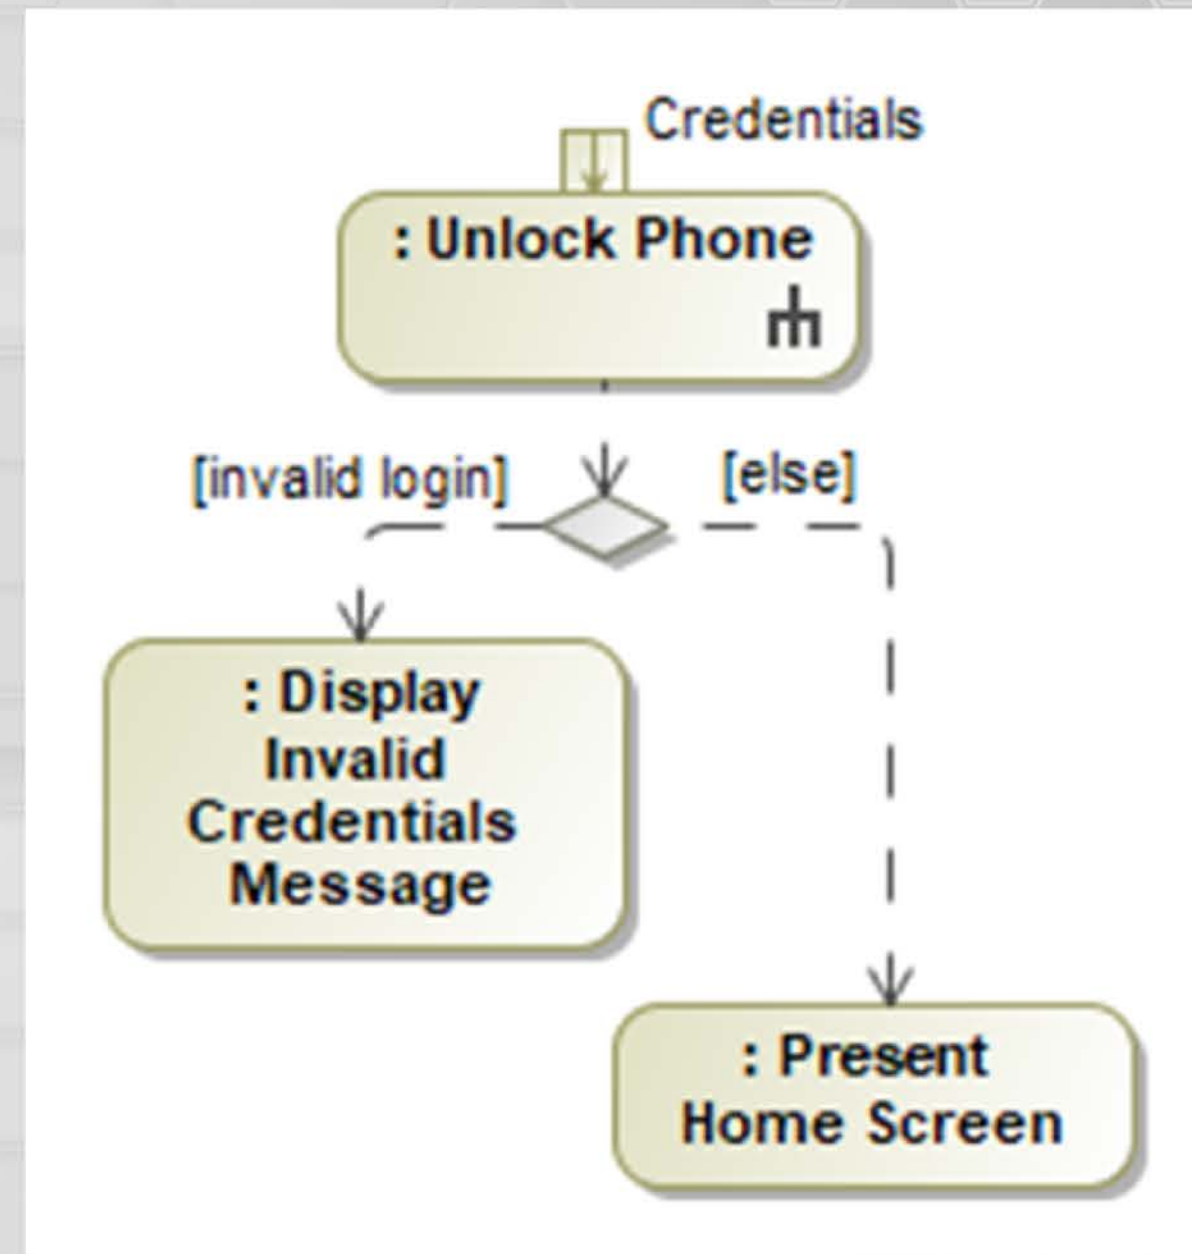 Credentials
: Unlock Phone
[invalid login]
[else]
: Display
Invalid
Credentials
Message
: Present
Home Screen